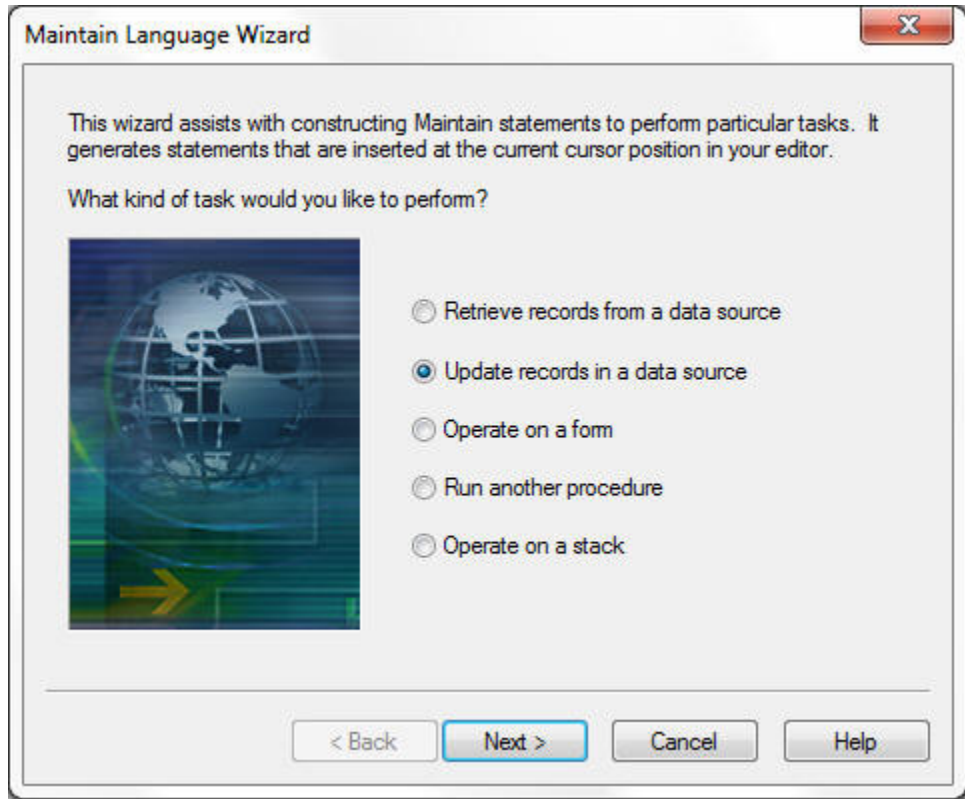 Maintain Language Wizard
This wizard assists with constructing Maintain statements to perform particular tasks.  It
generates statements that are inserted at the current cursor position in your editor.
What kind of task would you like to perform?
Retrieve records from a data source
Update records in a data source
Operate on a form
Run another procedure
Operate on a stack
< Back Next > Cancel Help